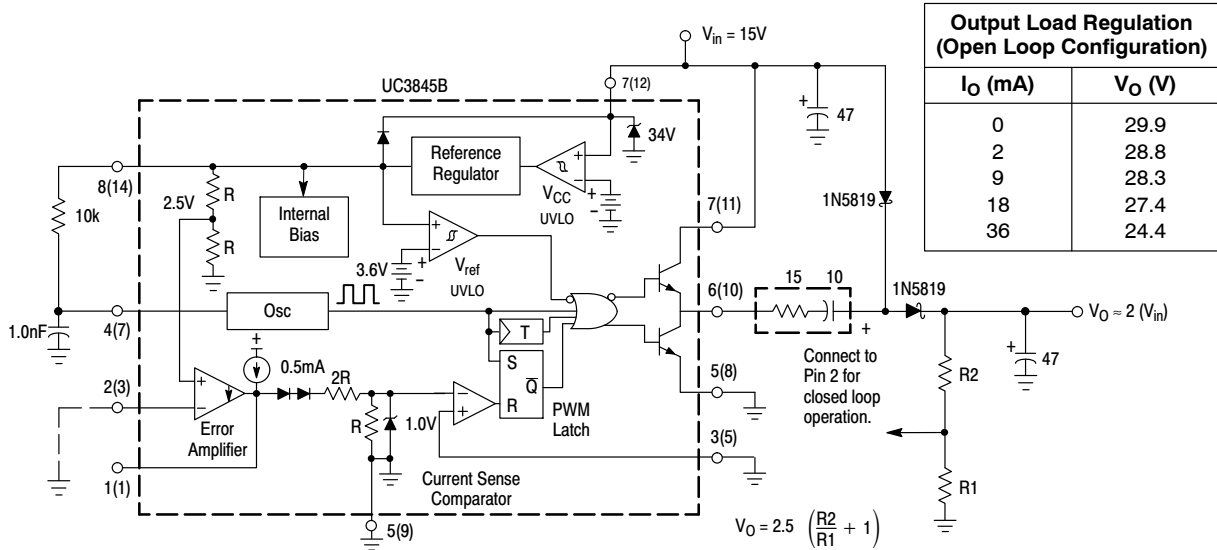 Output Load Regulation
(Open Loop Configuration)
I_O (mA) V_O (V)
0 29.9
2 28.8
9 28.3
18 27.4
36 24.4
V_in = 15V
UC3845B
7(12)
34V
+
47
Reference
Regulator
+
−
V_CC
UVLO
+
−
8(14)
R
2.5V
R
Internal
Bias
10k
1N5819
7(11)
+
−
V_ref
UVLO
3.6V
+
−
15
10
6(10)
1N5819
+
V_O ≈ 2 (V_in)
4(7)
1.0nF
Osc
T
+
0.5mA
2R
S
Q̅
R
PWM
Latch
Connect to
Pin 2 for
closed loop
operation.
+
47
R2
5(8)
2(3)
+
−
Error
Amplifier
R
1.0V
−
+
3(5)
R1
1(1)
Current Sense
Comparator
5(9)
V_O = 2.5 (R2/R1 + 1)